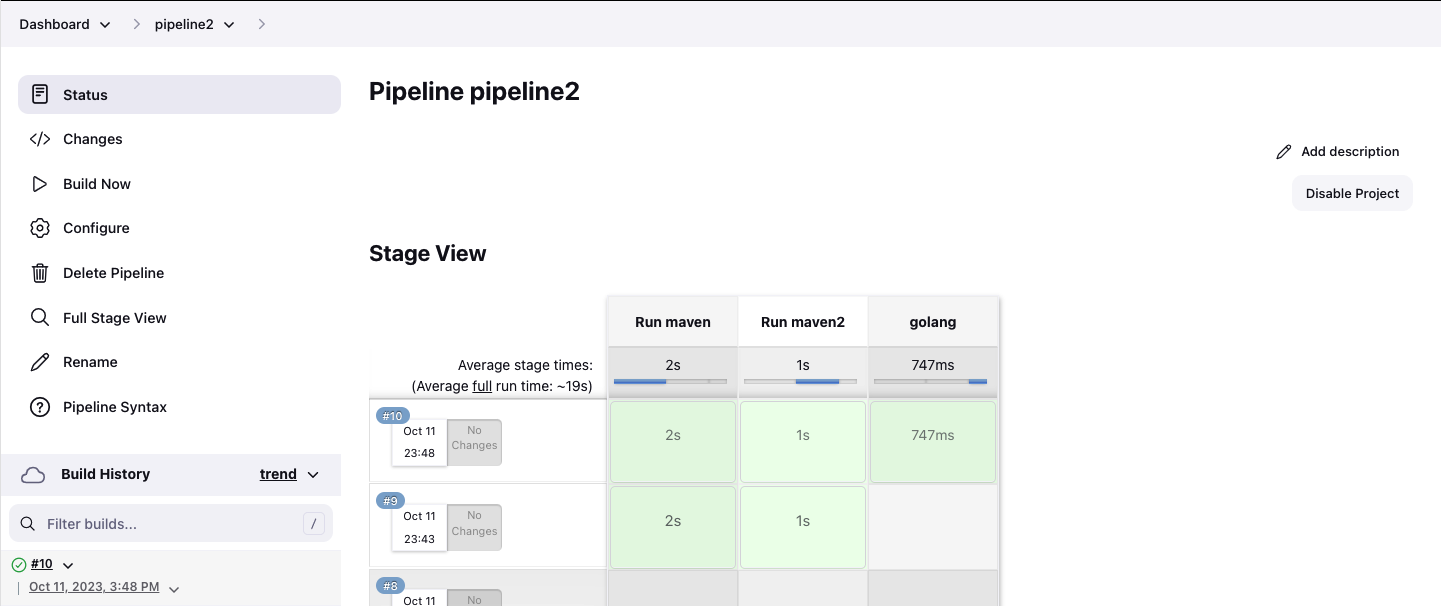 Dashboard pipeline2
Status
Changes
Build Now
Configure
Delete Pipeline
Full Stage View
Rename
Pipeline Syntax
Build History trend
Filter builds... /
#10
Oct 11, 2023, 3:48 PM
Pipeline pipeline2
Add description
Disable Project
Stage View
Run maven Run maven2 golang
Average stage times: 2s 1s 747ms
(Average full run time: ~19s)
#10
Oct 11
23:48
No
Changes
2s 1s 747ms
#9
Oct 11
23:43
No
Changes
2s 1s
#8
Oct 11
No